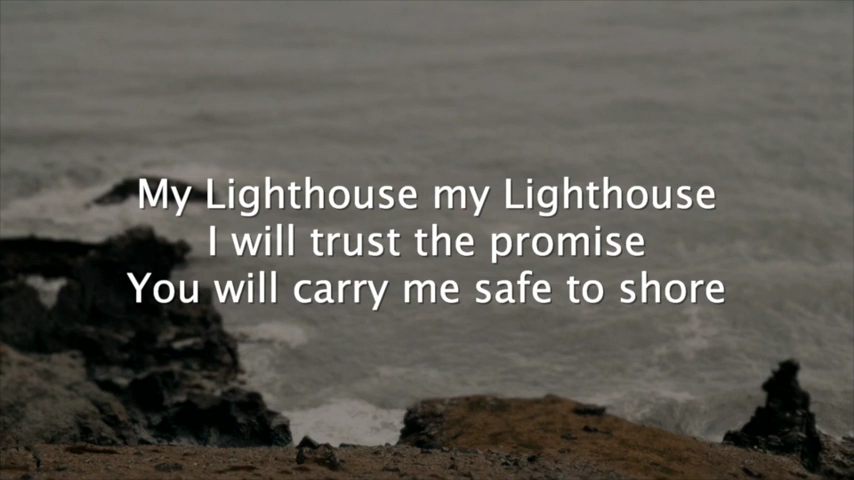 My Lighthouse my Lighthouse
I will trust the promise
You will carry me safe to shore